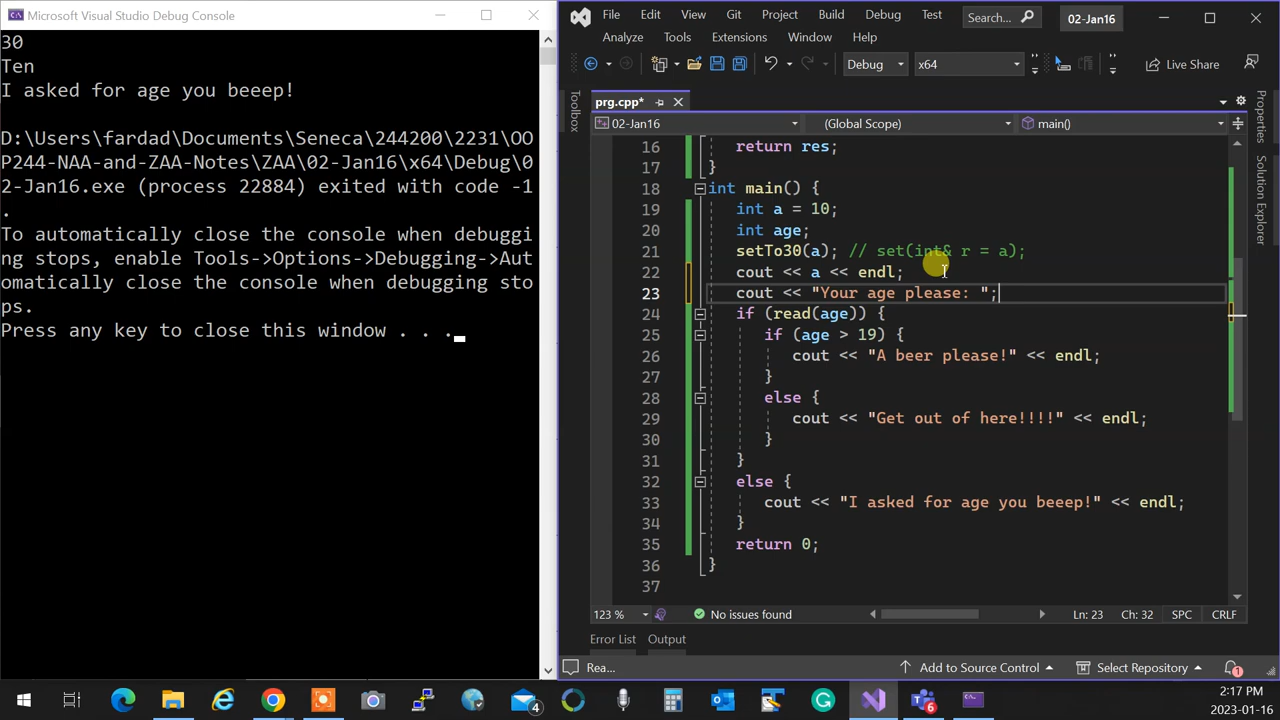 Microsoft Visual Studio Debug Console
30
Ten
I asked for age you beeep!
D:\Users\fardad\Documents\Seneca\244200\2231\OO
P244-NAA-and-ZAA-Notes\ZAA\02-Jan16\x64\Debug\0
2-Jan16.exe (process 22884) exited with code -1
.
To automatically close the console when debuggi
ng stops, enable Tools->Options->Debugging->Aut
omatically close the console when debugging sto
ps.
Press any key to close this window . . .
File Edit View Git Project Build Debug Test Search... 02-Jan16
Analyze Tools Extensions Window Help
Debug x64 Live Share
prg.cpp*
02-Jan16 (Global Scope) main()
Toolbox
Properties
Solution Explorer
16 return res;
17 }
18 int main() {
19 int a = 10;
20 int age;
21 setTo30(a); // set(int& r = a);
22 cout << a << endl;
23 cout << "Your age please: ";
24 if (read(age)) {
25 if (age > 19) {
26 cout << "A beer please!" << endl;
27 }
28 else {
29 cout << "Get out of here!!!!" << endl;
30 }
31 }
32 else {
33 cout << "I asked for age you beeep!" << endl;
34 }
35 return 0;
36 }
37
123 % No issues found Ln: 23 Ch: 32 SPC CRLF
Error List Output
Rea... Add to Source Control Select Repository 1
4 6 2:17 PM
2023-01-16